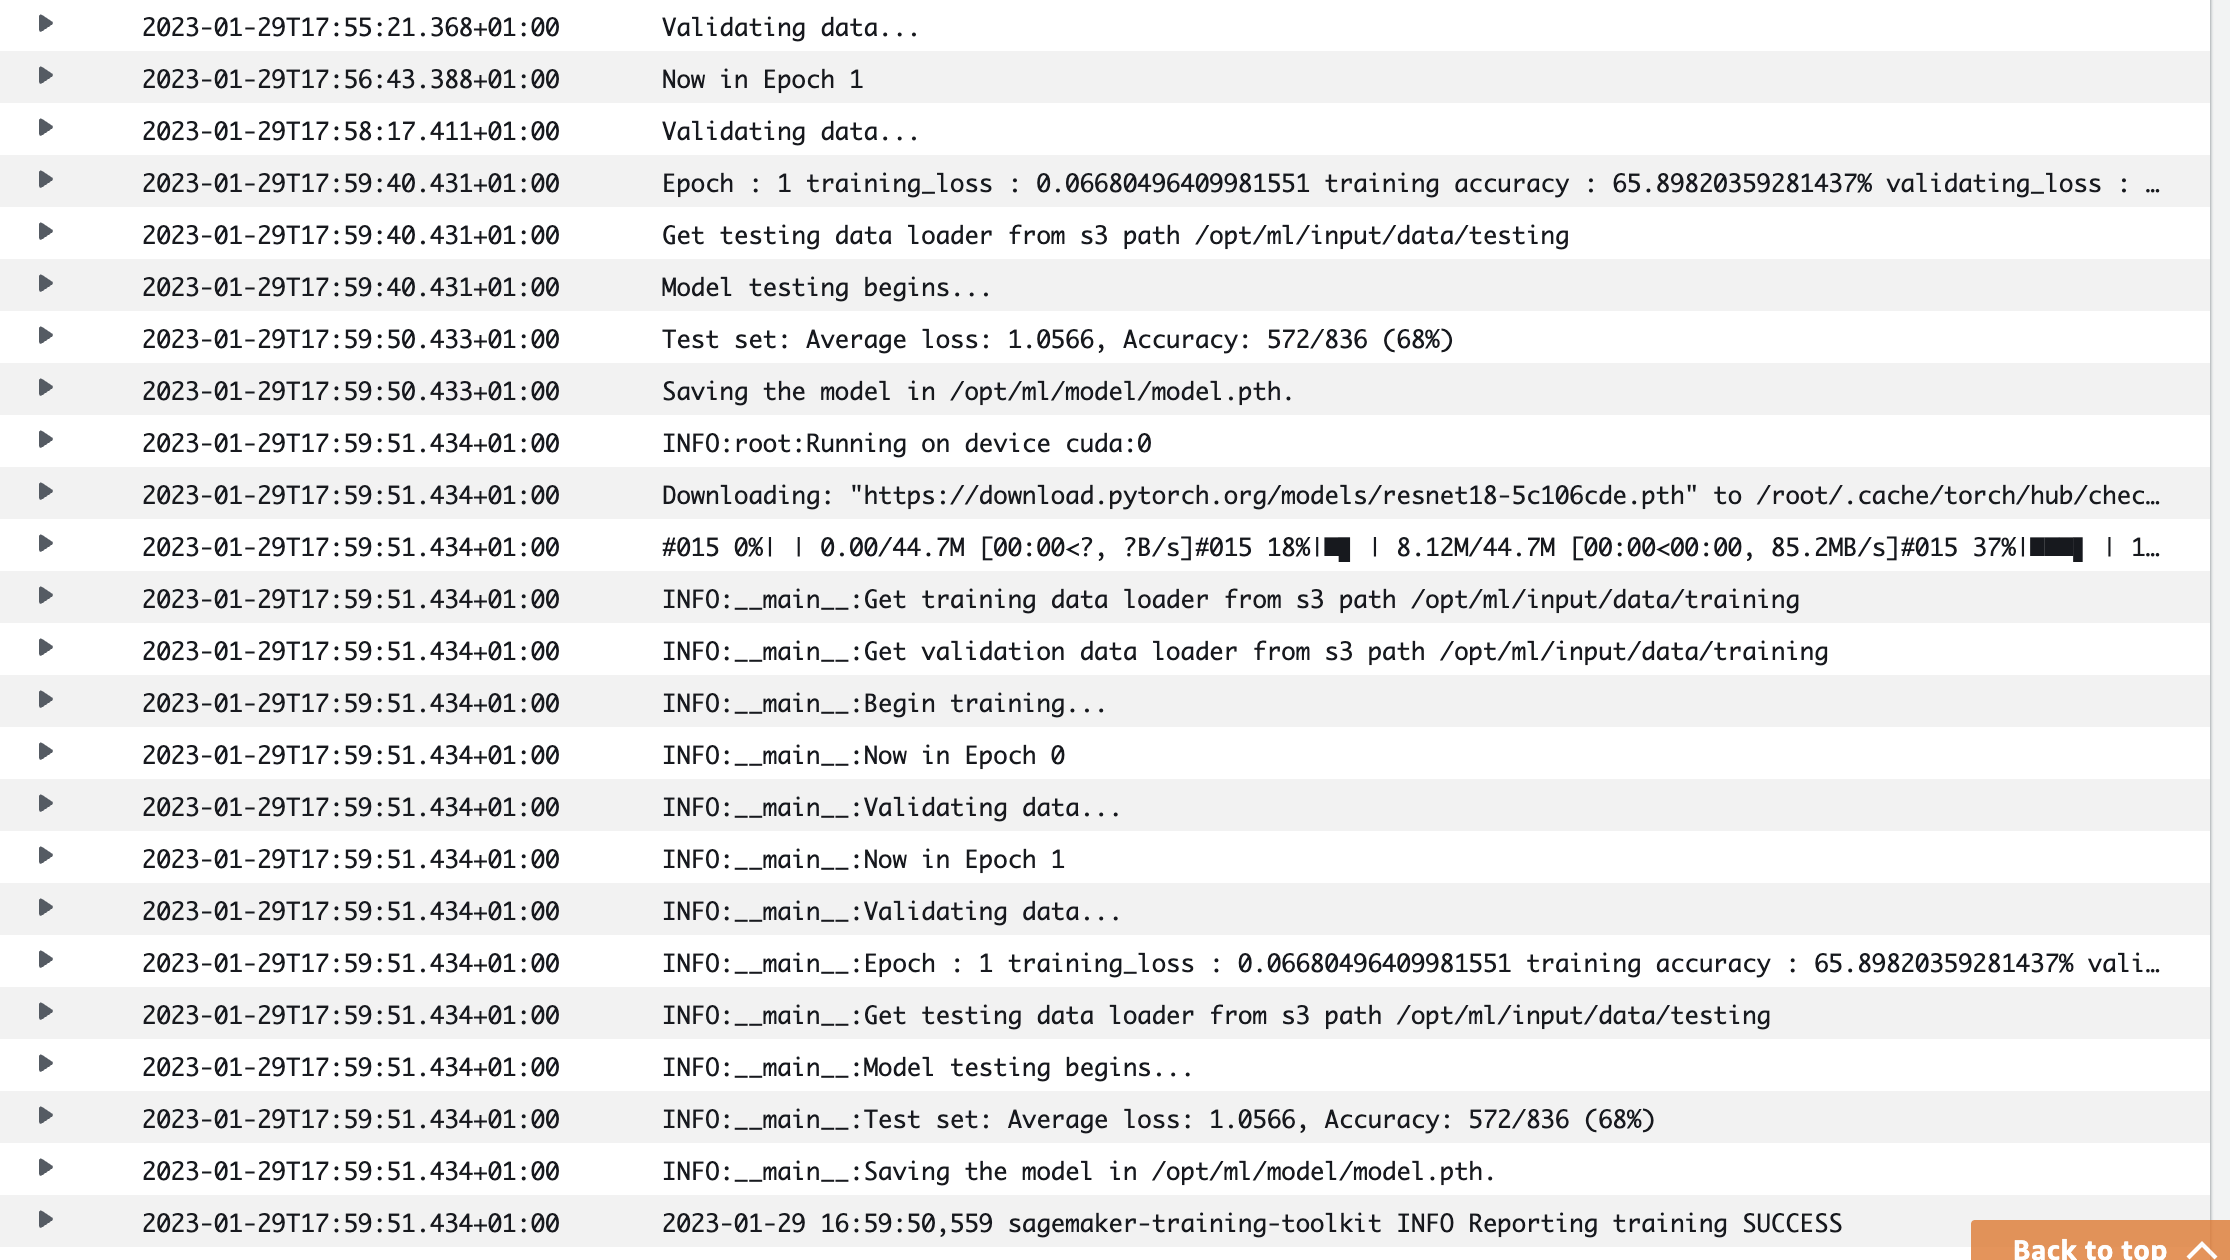 2023-01-29T17:55:21.368+01:00 Validating data...
2023-01-29T17:56:43.388+01:00 Now in Epoch 1
2023-01-29T17:58:17.411+01:00 Validating data...
2023-01-29T17:59:40.431+01:00 Epoch : 1 training_loss : 0.06680496409981551 training accuracy : 65.89820359281437% validating_loss : …
2023-01-29T17:59:40.431+01:00 Get testing data loader from s3 path /opt/ml/input/data/testing
2023-01-29T17:59:40.431+01:00 Model testing begins...
2023-01-29T17:59:50.433+01:00 Test set: Average loss: 1.0566, Accuracy: 572/836 (68%)
2023-01-29T17:59:50.433+01:00 Saving the model in /opt/ml/model/model.pth.
2023-01-29T17:59:51.434+01:00 INFO:root:Running on device cuda:0
2023-01-29T17:59:51.434+01:00 Downloading: "https://download.pytorch.org/models/resnet18-5c106cde.pth" to /root/.cache/torch/hub/chec…
2023-01-29T17:59:51.434+01:00 #015 0%| | 0.00/44.7M [00:00<?, ?B/s]#015 18%|█▊ | 8.12M/44.7M [00:00<00:00, 85.2MB/s]#015 37%|███▋ | 1…
2023-01-29T17:59:51.434+01:00 INFO:__main__:Get training data loader from s3 path /opt/ml/input/data/training
2023-01-29T17:59:51.434+01:00 INFO:__main__:Get validation data loader from s3 path /opt/ml/input/data/training
2023-01-29T17:59:51.434+01:00 INFO:__main__:Begin training...
2023-01-29T17:59:51.434+01:00 INFO:__main__:Now in Epoch 0
2023-01-29T17:59:51.434+01:00 INFO:__main__:Validating data...
2023-01-29T17:59:51.434+01:00 INFO:__main__:Now in Epoch 1
2023-01-29T17:59:51.434+01:00 INFO:__main__:Validating data...
2023-01-29T17:59:51.434+01:00 INFO:__main__:Epoch : 1 training_loss : 0.06680496409981551 training accuracy : 65.89820359281437% vali…
2023-01-29T17:59:51.434+01:00 INFO:__main__:Get testing data loader from s3 path /opt/ml/input/data/testing
2023-01-29T17:59:51.434+01:00 INFO:__main__:Model testing begins...
2023-01-29T17:59:51.434+01:00 INFO:__main__:Test set: Average loss: 1.0566, Accuracy: 572/836 (68%)
2023-01-29T17:59:51.434+01:00 INFO:__main__:Saving the model in /opt/ml/model/model.pth.
2023-01-29T17:59:51.434+01:00 2023-01-29 16:59:50,559 sagemaker-training-toolkit INFO Reporting training SUCCESS
Back to top